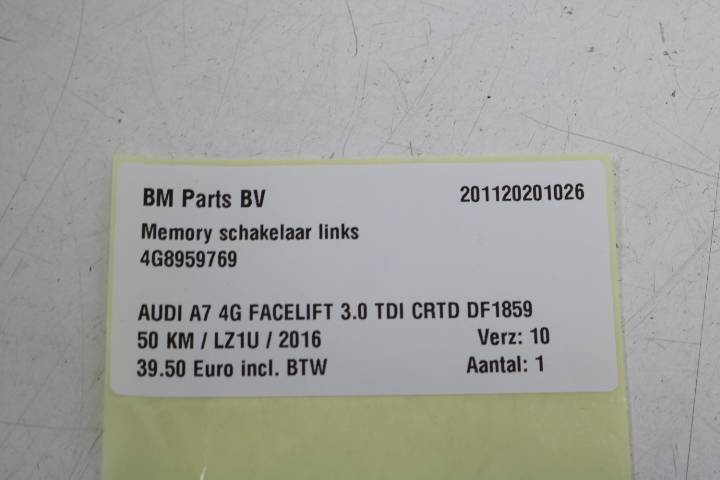 BM Parts BV 201120201026
Memory schakelaar links
4G8959769
AUDI A7 4G FACELIFT 3.0 TDI CRTD DF1859
50 KM / LZ1U / 2016 Verz: 10
39.50 Euro incl. BTW Aantal: 1